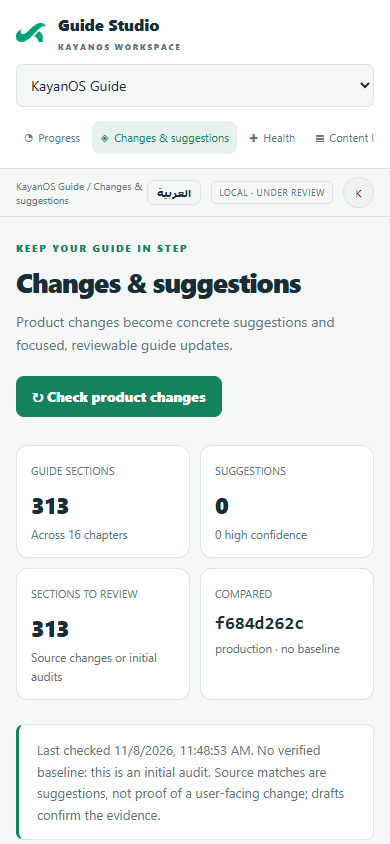 Guide Studio
KAYANOS WORKSPACE
KayanOS Guide
Progress
Changes & suggestions
Health
Content I
KayanOS Guide / Changes &
suggestions
العربية
LOCAL · UNDER REVIEW
K
KEEP YOUR GUIDE IN STEP
Changes & suggestions
Product changes become concrete suggestions and
focused, reviewable guide updates.
↻ Check product changes
GUIDE SECTIONS
313
Across 16 chapters
SUGGESTIONS
0
0 high confidence
SECTIONS TO REVIEW
313
Source changes or initial
audits
COMPARED
f684d262c
production · no baseline
Last checked 11/8/2026, 11:48:53 AM. No verified
baseline: this is an initial audit. Source matches are
suggestions, not proof of a user-facing change; drafts
confirm the evidence.